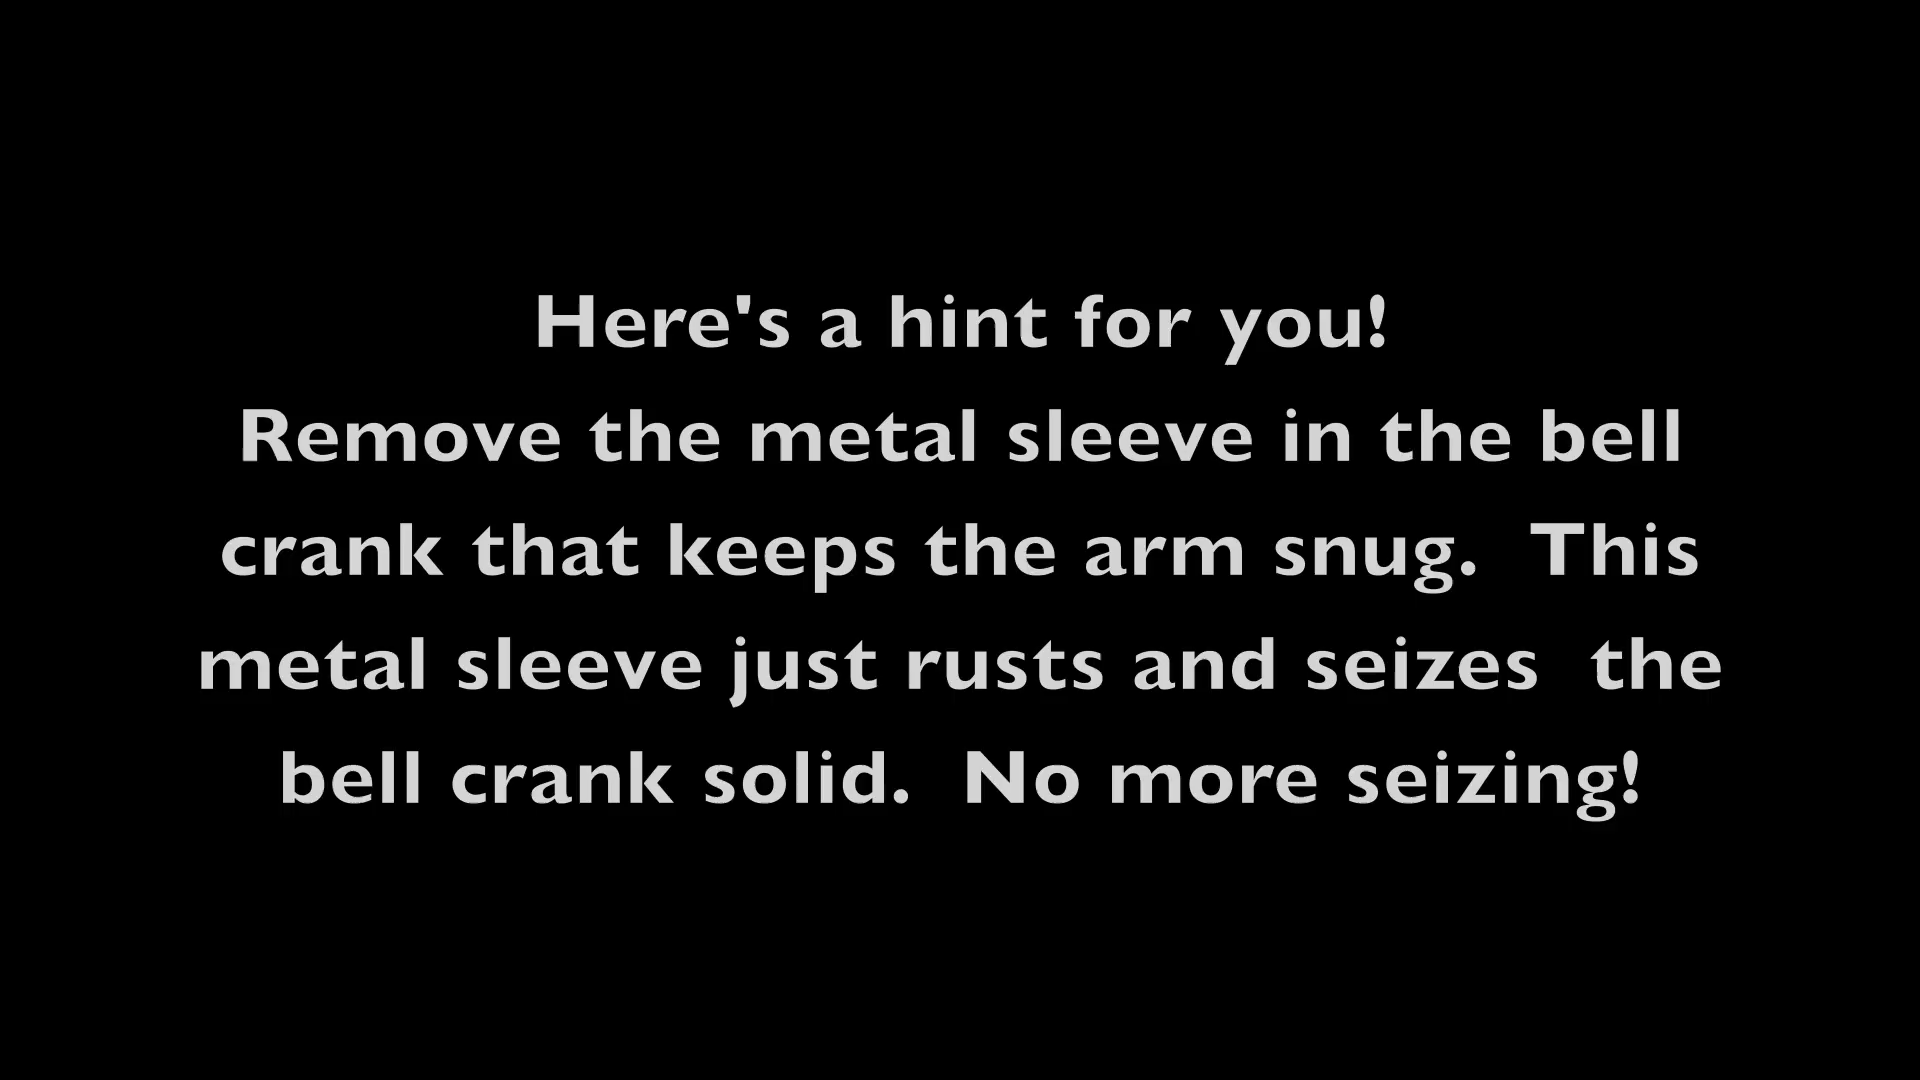 Here's a hint for you!
Remove the metal sleeve in the bell
crank that keeps the arm snug.  This
metal sleeve just rusts and seizes  the
bell crank solid.  No more seizing!